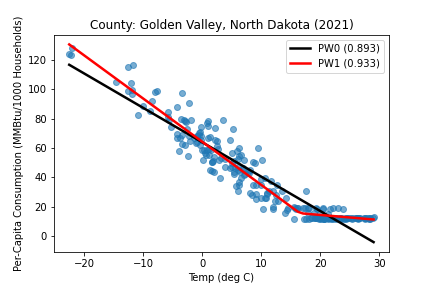 County: Golden Valley, North Dakota (2021)
Per-Capita Consumption (MMBtu/1000 Households)
120
100
80
60
40
20
0
PW0 (0.893)
PW1 (0.933)
−20 −10 0 10 20 30
Temp (deg C)